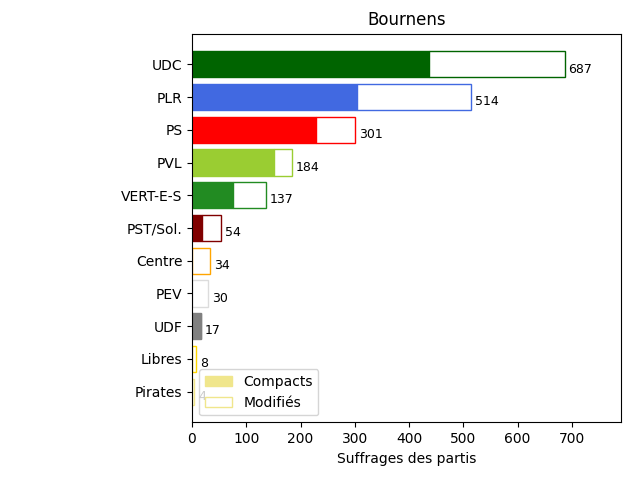 Bournens
UDC 687
PLR 514
PS 301
PVL 184
VERT-E-S 137
PST/Sol. 54
Centre 34
PEV 30
UDF 17
Libres 8
Pirates 4
Compacts
Modifiés
0 100 200 300 400 500 600 700
Suffrages des partis